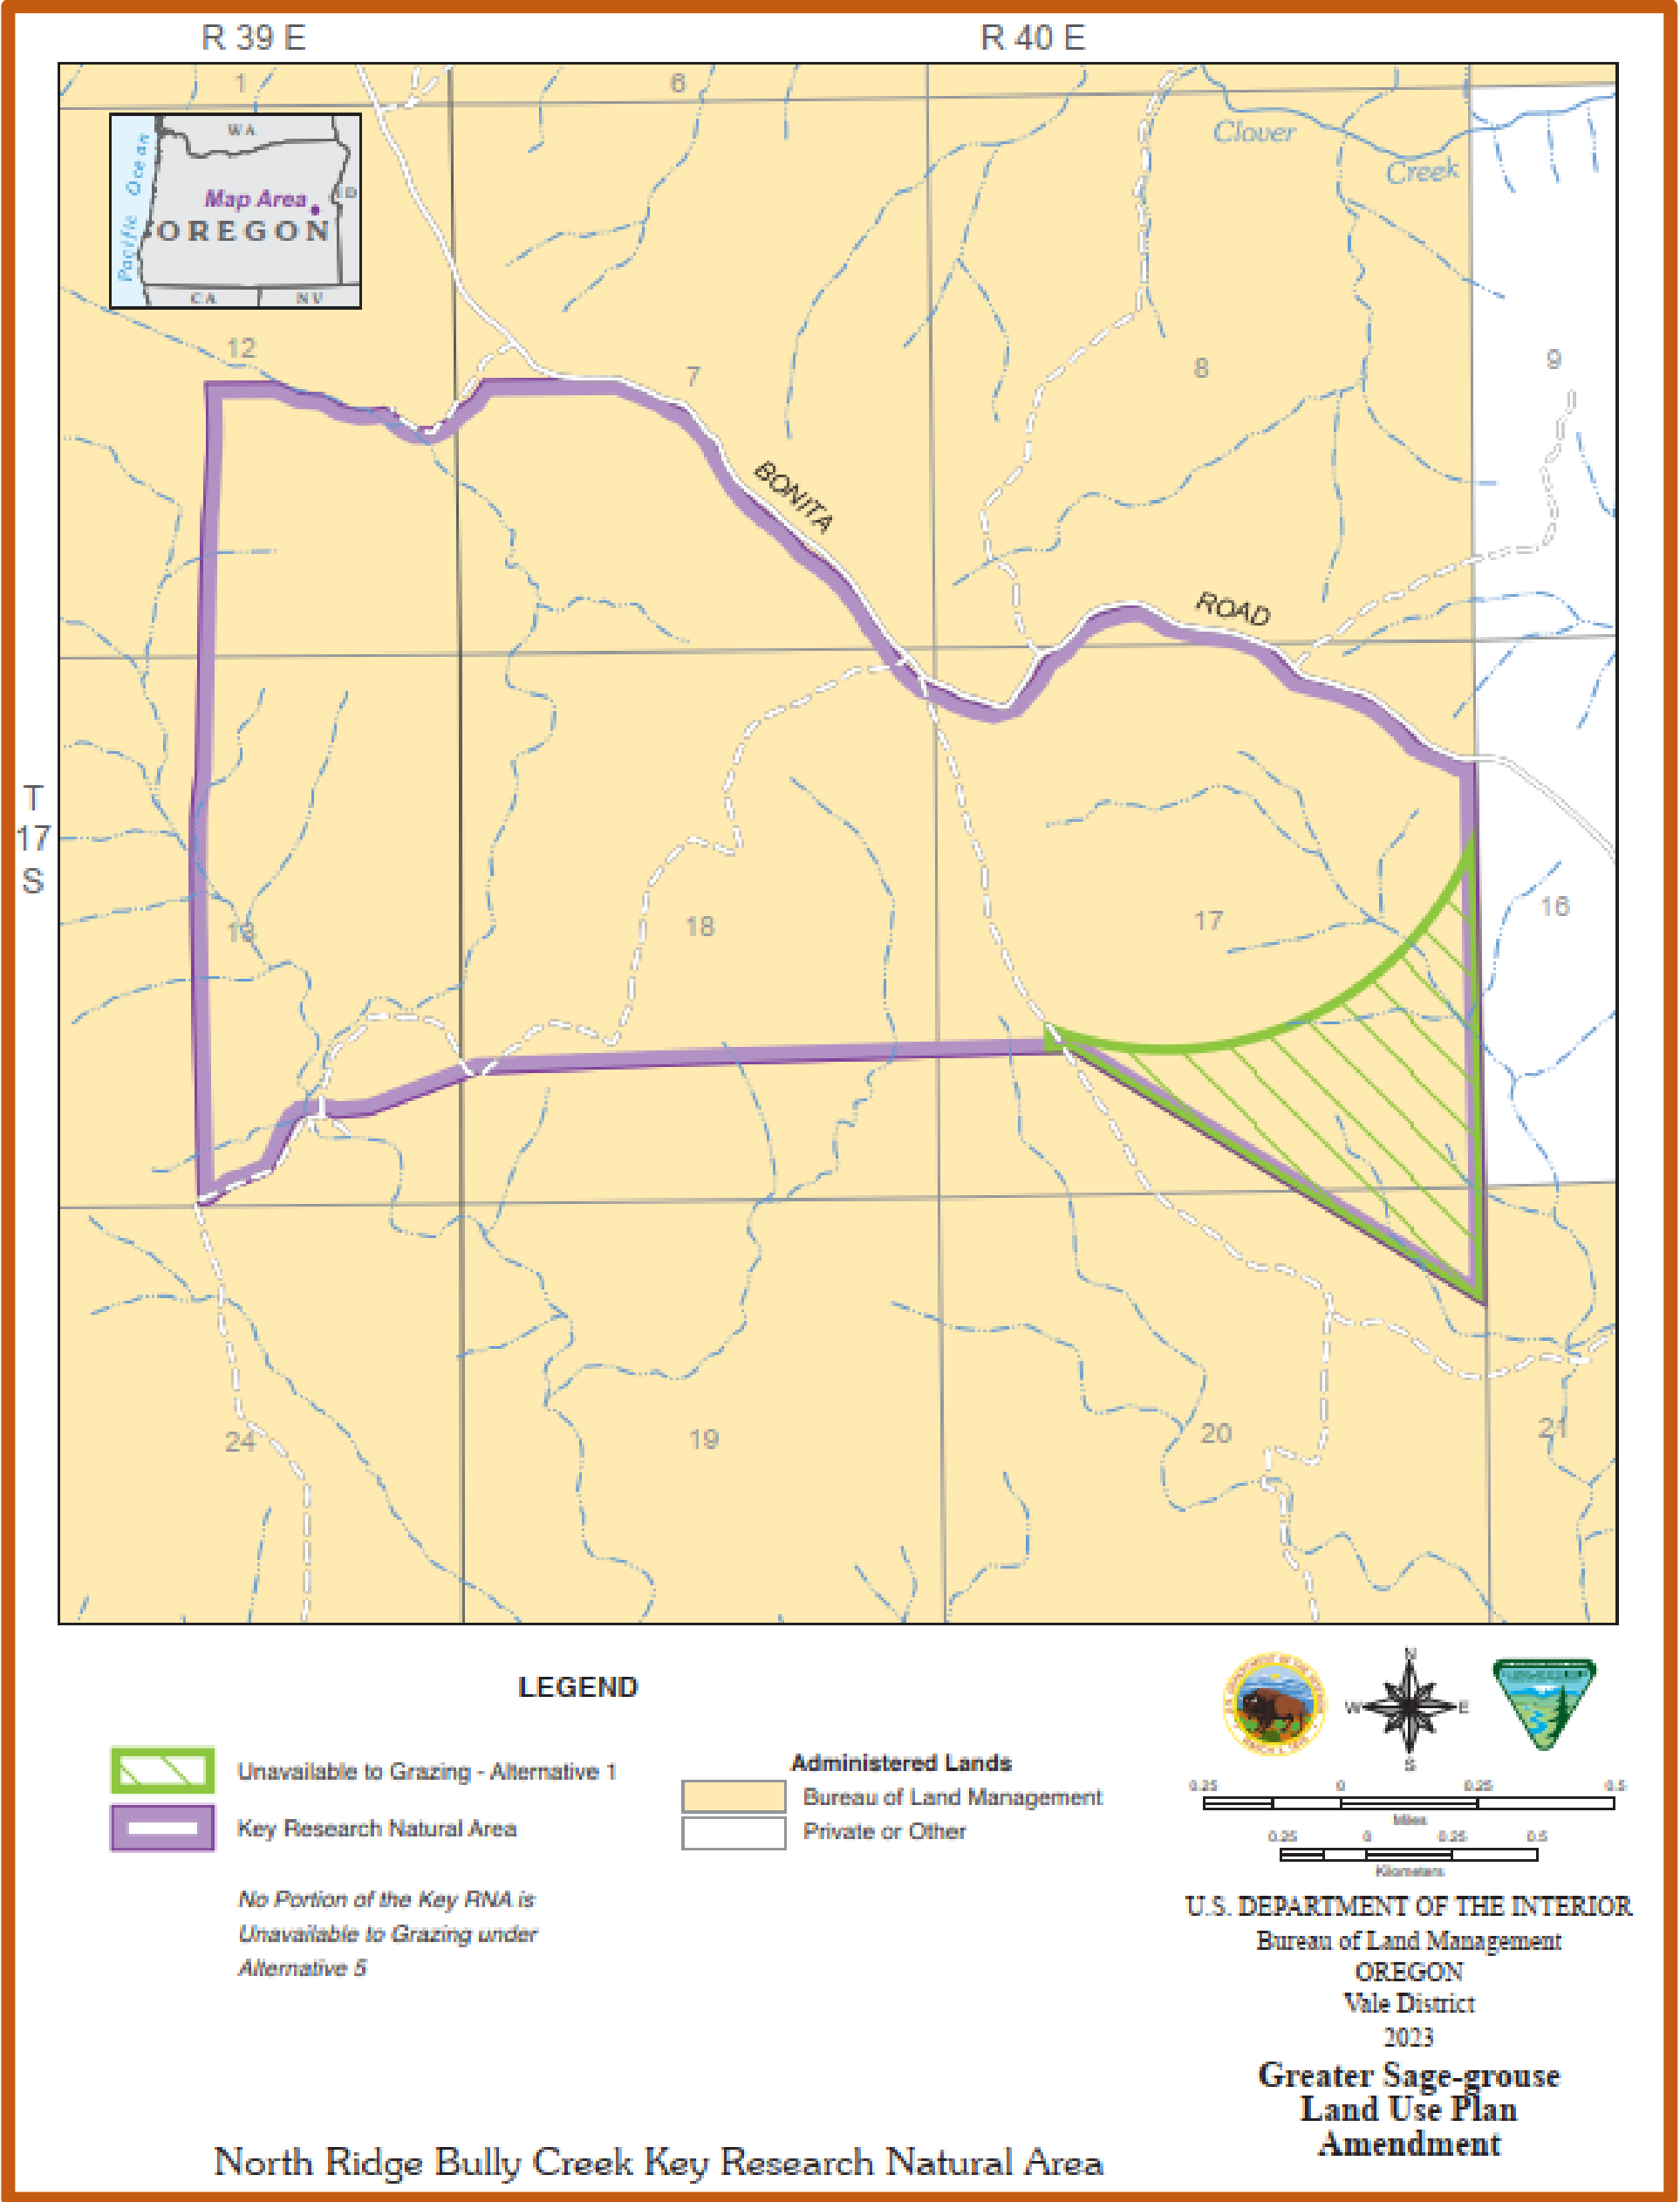 R 39 E
R 40 E
1
6
WA
Pacific Ocean
Map Area
ID
OREGON
CA
NV
Clover
Creek
12
7
8
9
BONITA
ROAD
T
17
S
13
18
17
16
24
19
20
21
LEGEND
Unavailable to Grazing - Alternative 1
Key Research Natural Area
No Portion of the Key RNA is
Unavailable to Grazing under
Alternative 5
Administered Lands
Bureau of Land Management
Private or Other
N
W
E
S
0.25
0
0.25
0.5
Miles
0.25
0
0.25
0.5
Kilometers
U.S. DEPARTMENT OF THE INTERIOR
Bureau of Land Management
OREGON
Vale District
2023
Greater Sage-grouse
Land Use Plan
Amendment
North Ridge Bully Creek Key Research Natural Area